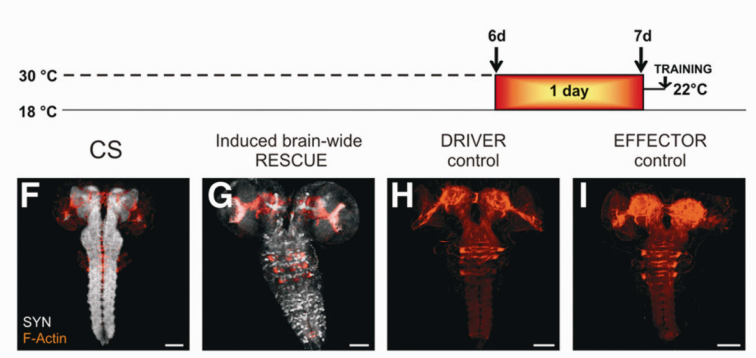 6d 7d
TRAINING
30 °C
1 day
22°C
18 °C
CS
Induced brain-wide
RESCUE
DRIVER
control
EFFECTOR
control
F
G
H
I
SYN
F-Actin